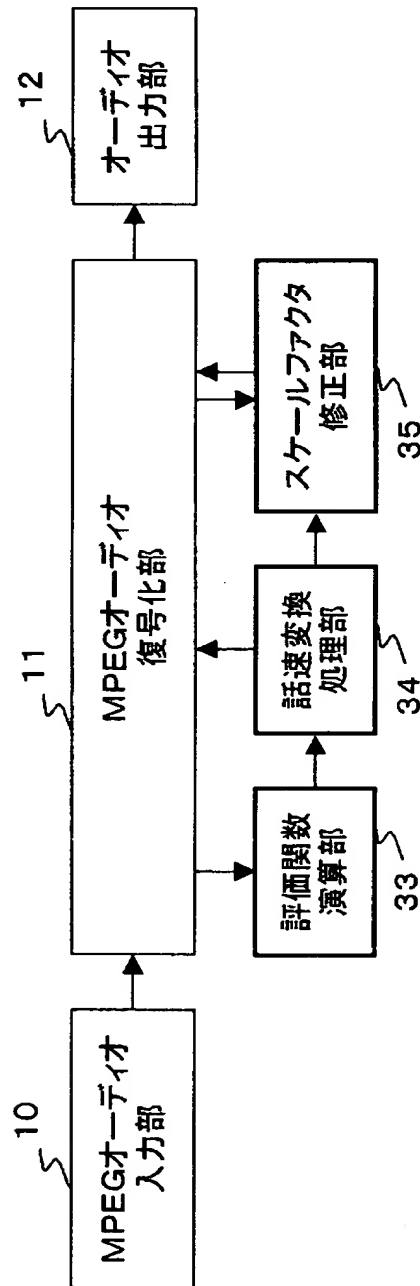 10
MPEGオーディオ
入力部
11
MPEGオーディオ
復号化部
12
オーディオ
出力部
評価関数
演算部
33
話速変換
処理部
34
スケールファクタ
修正部
35